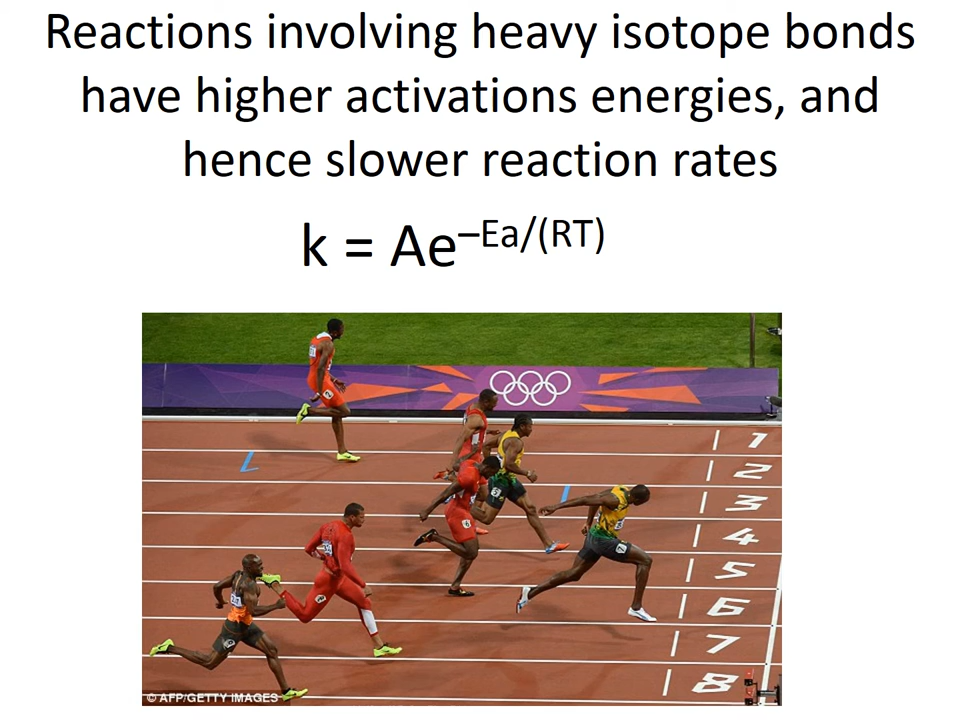 Reactions involving heavy isotope bonds
have higher activations energies, and
hence slower reaction rates
k = Ae–Ea/(RT)
1
2
3
4
5
6
7
8
© AFP/GETTY IMAGES